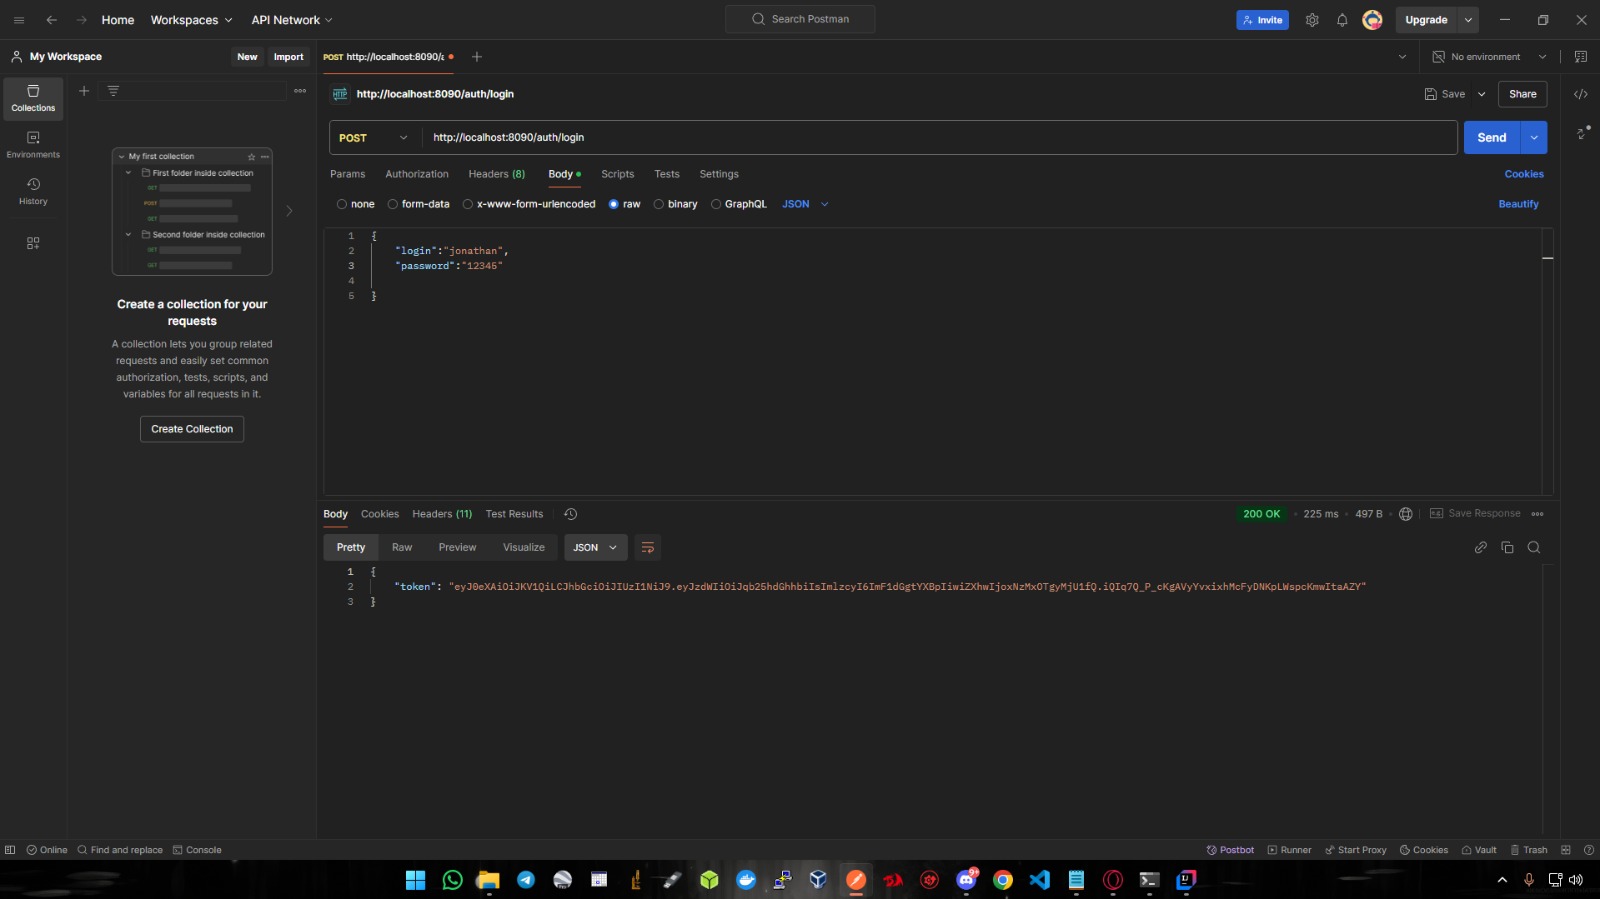 Home Workspaces API Network Search Postman Invite Upgrade
My Workspace New Import POST http://localhost:8090/a No environment
Collections
Environments
History
My first collection
First folder inside collection
GET
POST
GET
Second folder inside collection
GET
GET
Create a collection for your
requests
A collection lets you group related
requests and easily set common
authorization, tests, scripts, and
variables for all requests in it.
Create Collection
HTTP http://localhost:8090/auth/login Save Share
POST http://localhost:8090/auth/login Send
Params Authorization Headers (8) Body Scripts Tests Settings Cookies
none form-data x-www-form-urlencoded raw binary GraphQL JSON Beautify
1 {
2 "login":"jonathan",
3 "password":"12345"
4
5 }
Body Cookies Headers (11) Test Results 200 OK 225 ms 497 B Save Response
Pretty Raw Preview Visualize JSON
1 {
2 "token": "eyJ0eXAiOiJKV1QiLCJhbGciOiJIUzI1NiJ9.eyJzdWIiOiJqb25hdGhhbiIsImlzcyI6ImF1dGgtYXBpIiwiZXhwIjoxNzMxOTgyMjU1fQ.iQIq7Q_P_cKgAVyYvxixhMcFyDNKpLWspcKmwItaAZY"
3 }
Online Find and replace Console Postbot Runner Start Proxy Cookies Vault Trash
9+